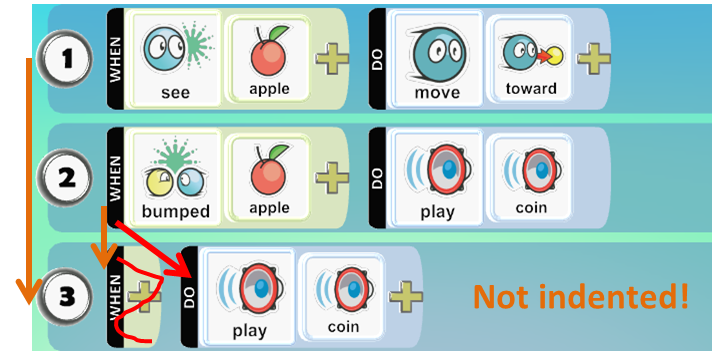 1 WHEN see apple DO move toward
2 WHEN bumped apple DO play coin
3 WHEN DO play coin Not indented!